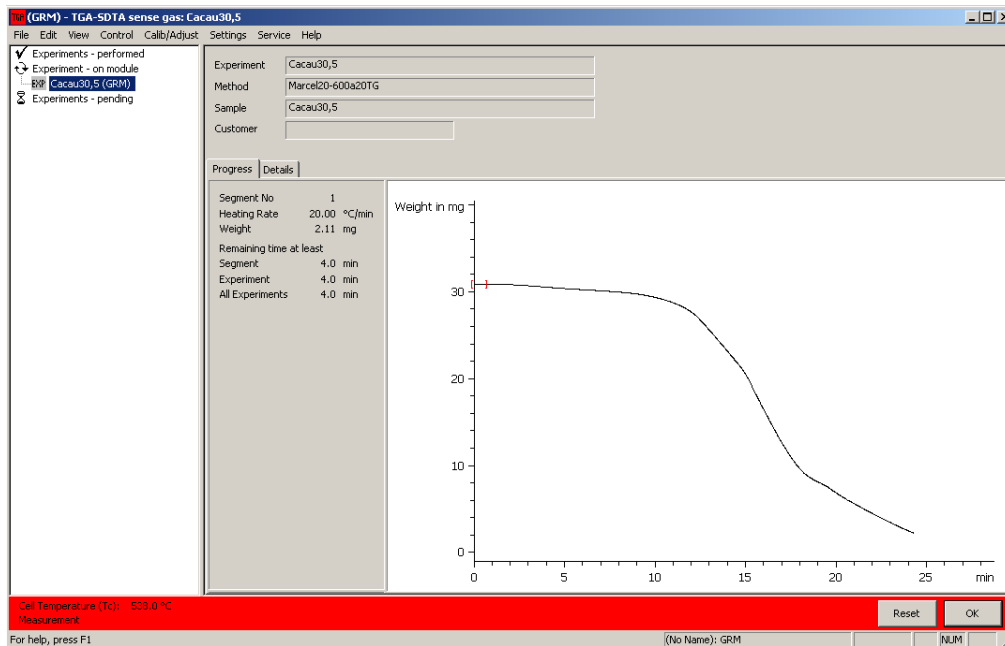 TGA (GRM) - TGA-SDTA sense gas: Cacau30,5
File Edit View Control Calib/Adjust Settings Service Help
Experiments - performed
Experiment - on module
EXP Cacau30,5 (GRM)
Experiments - pending
Experiment Cacau30,5
Method Marcel20-600a20TG
Sample Cacau30,5
Customer
Progress Details
Segment No 1
Heating Rate 20.00 °C/min
Weight 2.11 mg
Remaining time at least
Segment 4.0 min
Experiment 4.0 min
All Experiments 4.0 min
Weight in mg
30
20
10
0
0 5 10 15 20 25 min
Cell Temperature (Tc): 538.0 °C
Measurement
Reset OK
For help, press F1 (No Name): GRM NUM